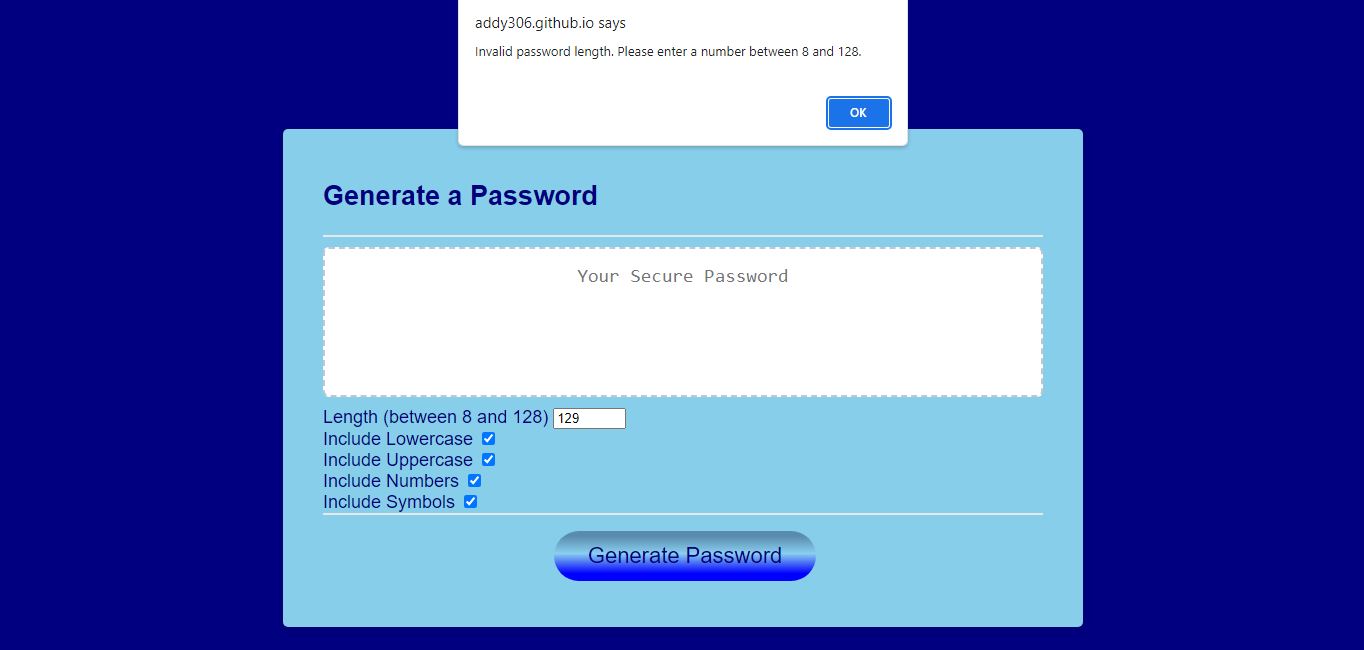 addy306.github.io says
Invalid password length. Please enter a number between 8 and 128.
OK
Generate a Password
Your Secure Password
Length (between 8 and 128) 129
Include Lowercase
Include Uppercase
Include Numbers
Include Symbols
Generate Password